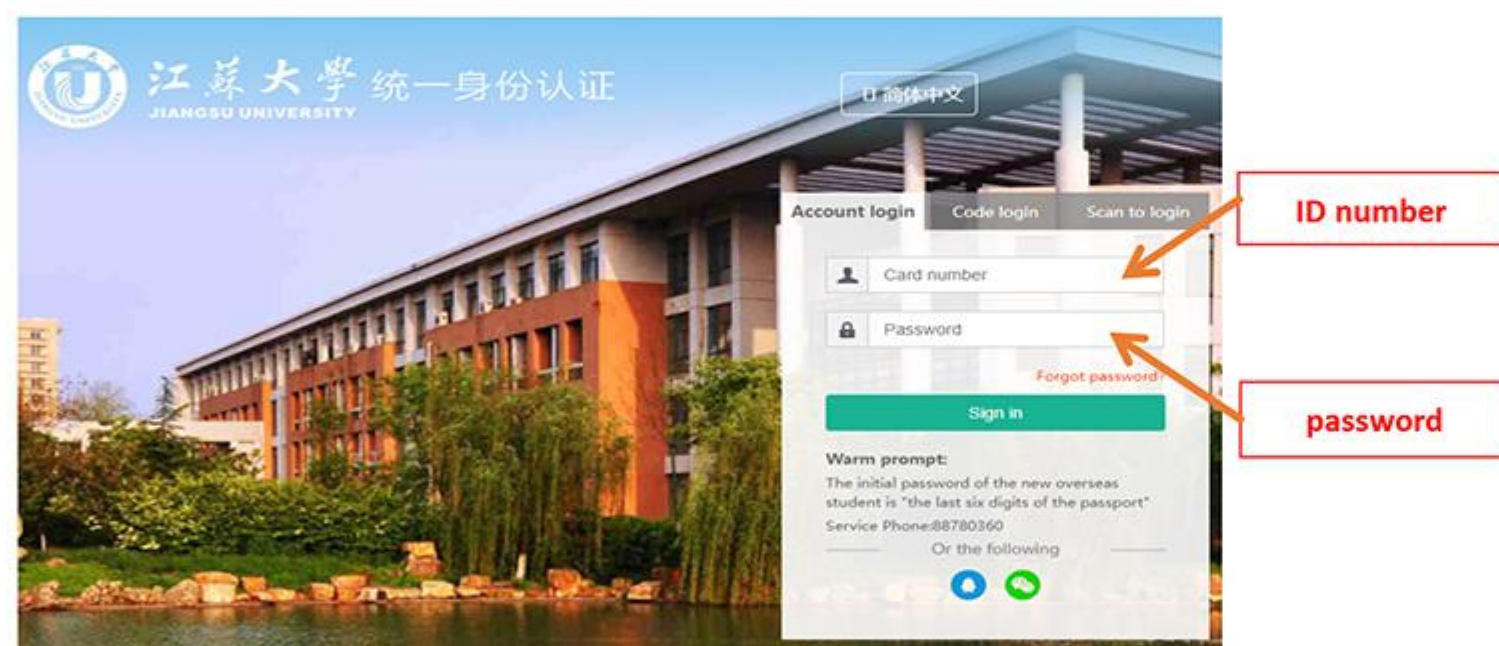 江苏大学 统一身份认证
JIANGSU UNIVERSITY
简体中文
Account login Code login Scan to login
ID number
Card number
Password
Forgot password?
Sign in
password
Warm prompt:
The initial password of the new overseas
student is "the last six digits of the passport"
Service Phone:88780360
Or the following